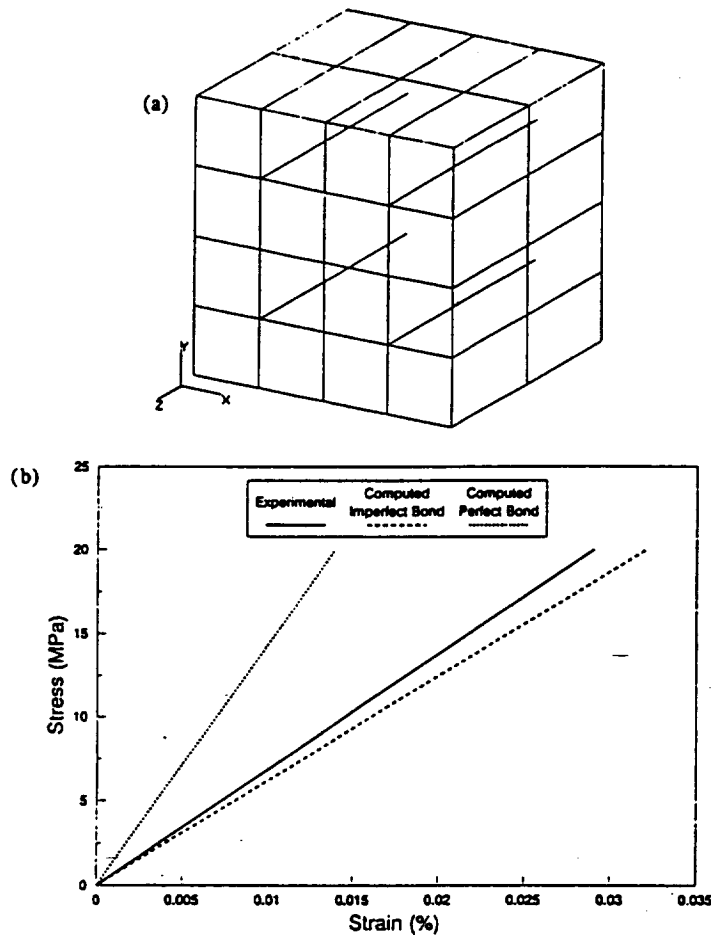 (a)
Y
Z
X
(b)
25
Experimental
Computed
Imperfect Bond
Computed
Perfect Bond
20
15
10
5
0
Stress (MPa)
0
0.005
0.01
0.015
0.02
0.025
0.03
0.035
Strain (%)